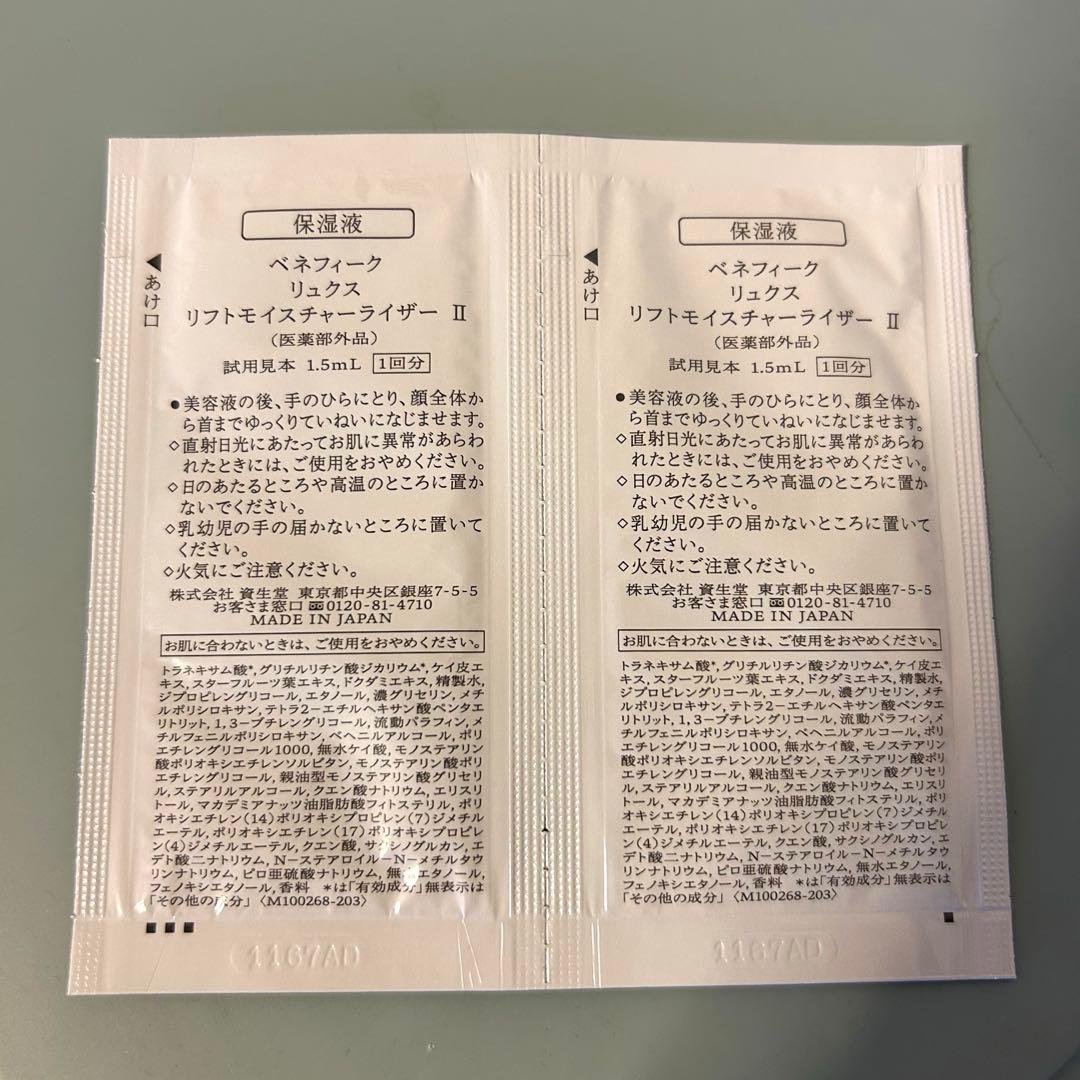 保湿液
◀あけ口
ベネフィーク
リュクス
リフトモイスチャーライザー Ⅱ
（医薬部外品）
試用見本 1.5mL 1回分
●美容液の後、手のひらにとり、顔全体か
ら首までゆっくりていねいになじませます。
◇直射日光にあたってお肌に異常があらわ
れたときには、ご使用をおやめください。
◇日のあたるところや高温のところに置か
ないでください。
◇乳幼児の手の届かないところに置いて
ください。
◇火気にご注意ください。
株式会社 資生堂 東京都中央区銀座7-5-5
お客さま窓口 0120-81-4710
MADE IN JAPAN
お肌に合わないときは、ご使用をおやめください。
トラネキサム酸*, グリチルリチン酸ジカリウム*, ケイ皮エ
キス, スターフルーツ葉エキス, ドクダミエキス, 精製水,
ジプロピレングリコール, エタノール, 濃グリセリン, メチ
ルポリシロキサン, テトラ2－エチルヘキサン酸ペンタエ
リトリット, 1, 3－ブチレングリコール, 流動パラフィン, メ
チルフェニルポリシロキサン, ベヘニルアルコール, ポリ
エチレングリコール1000, 無水ケイ酸, モノステアリン
酸ポリオキシエチレンソルビタン, モノステアリン酸ポリ
エチレングリコール, 親油型モノステアリン酸グリセリ
ル, ステアリルアルコール, クエン酸ナトリウム, エリスリ
トール, マカデミアナッツ油脂肪酸フィトステリル, ポリ
オキシエチレン(14)ポリオキシプロピレン(7)ジメチル
エーテル, ポリオキシエチレン(17)ポリオキシプロピレ
ン(4)ジメチルエーテル, クエン酸, サクシノグルカン, エ
デト酸二ナトリウム, N－ステアロイル－N－メチルタウ
リンナトリウム, ピロ亜硫酸ナトリウム, 無水エタノール,
フェノキシエタノール, 香料 *は「有効成分」無表示は
「その他の成分」〈M100268-203〉
1167AD
保湿液
◀あけ口
ベネフィーク
リュクス
リフトモイスチャーライザー Ⅱ
（医薬部外品）
試用見本 1.5mL 1回分
●美容液の後、手のひらにとり、顔全体か
ら首までゆっくりていねいになじませます。
◇直射日光にあたってお肌に異常があらわ
れたときには、ご使用をおやめください。
◇日のあたるところや高温のところに置か
ないでください。
◇乳幼児の手の届かないところに置いて
ください。
◇火気にご注意ください。
株式会社 資生堂 東京都中央区銀座7-5-5
お客さま窓口 0120-81-4710
MADE IN JAPAN
お肌に合わないときは、ご使用をおやめください。
トラネキサム酸*, グリチルリチン酸ジカリウム*, ケイ皮エ
キス, スターフルーツ葉エキス, ドクダミエキス, 精製水,
ジプロピレングリコール, エタノール, 濃グリセリン, メチ
ルポリシロキサン, テトラ2－エチルヘキサン酸ペンタエ
リトリット, 1, 3－ブチレングリコール, 流動パラフィン, メ
チルフェニルポリシロキサン, ベヘニルアルコール, ポリ
エチレングリコール1000, 無水ケイ酸, モノステアリン
酸ポリオキシエチレンソルビタン, モノステアリン酸ポリ
エチレングリコール, 親油型モノステアリン酸グリセリ
ル, ステアリルアルコール, クエン酸ナトリウム, エリスリ
トール, マカデミアナッツ油脂肪酸フィトステリル, ポリ
オキシエチレン(14)ポリオキシプロピレン(7)ジメチル
エーテル, ポリオキシエチレン(17)ポリオキシプロピレ
ン(4)ジメチルエーテル, クエン酸, サクシノグルカン, エ
デト酸二ナトリウム, N－ステアロイル－N－メチルタウ
リンナトリウム, ピロ亜硫酸ナトリウム, 無水エタノール,
フェノキシエタノール, 香料 *は「有効成分」無表示は
「その他の成分」〈M100268-203〉
1167AD